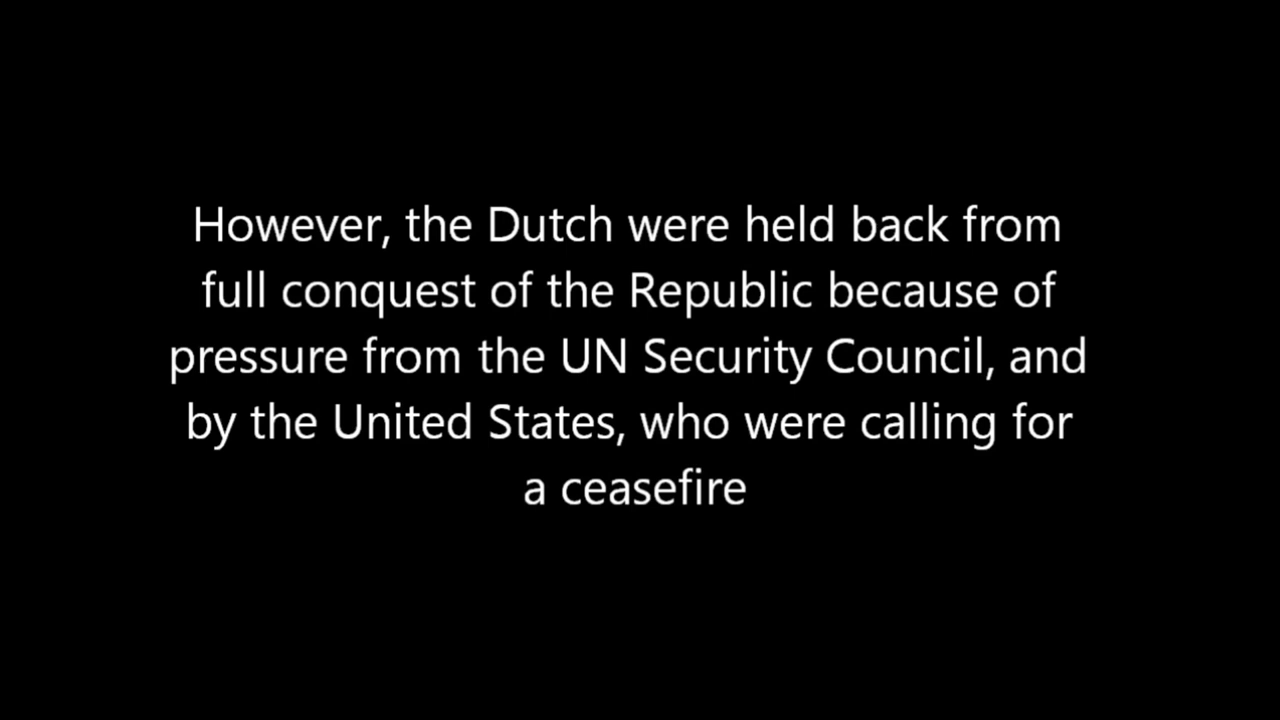 However, the Dutch were held back from
full conquest of the Republic because of
pressure from the UN Security Council, and
by the United States, who were calling for
a ceasefire